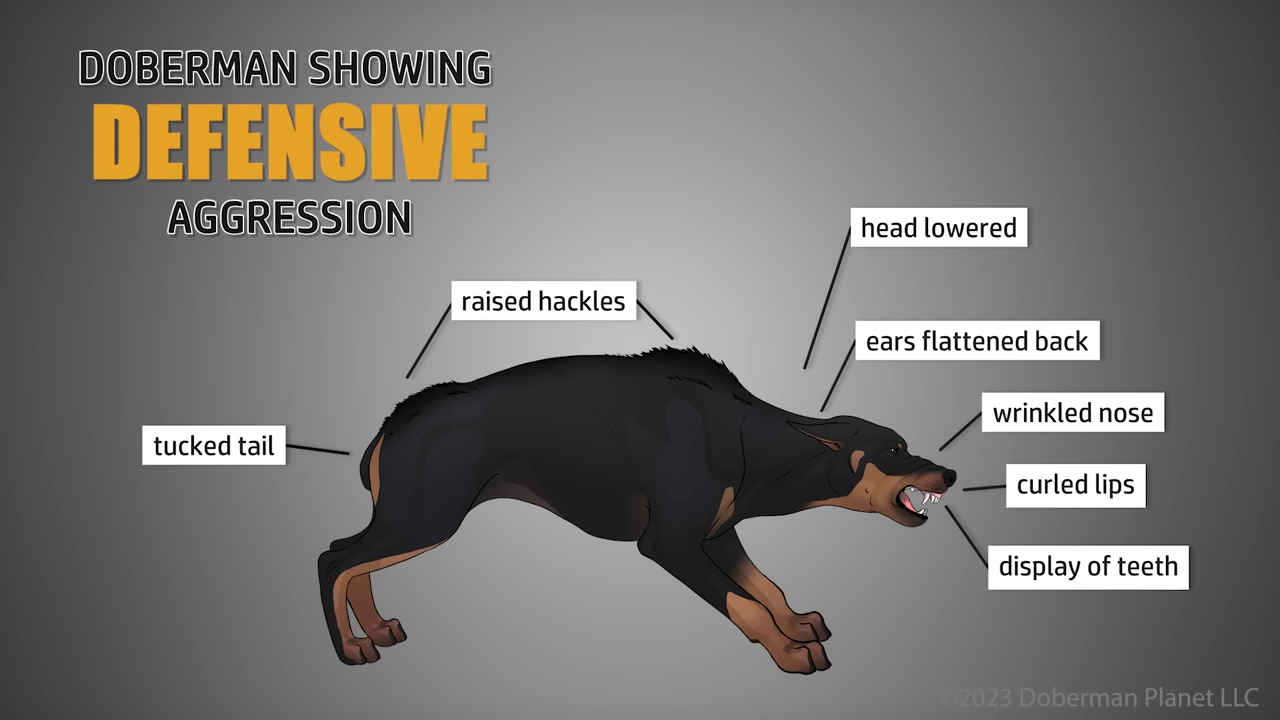 DOBERMAN SHOWING
DEFENSIVE
AGGRESSION
head lowered
raised hackles
ears flattened back
wrinkled nose
tucked tail
curled lips
display of teeth
©2023 Doberman Planet LLC